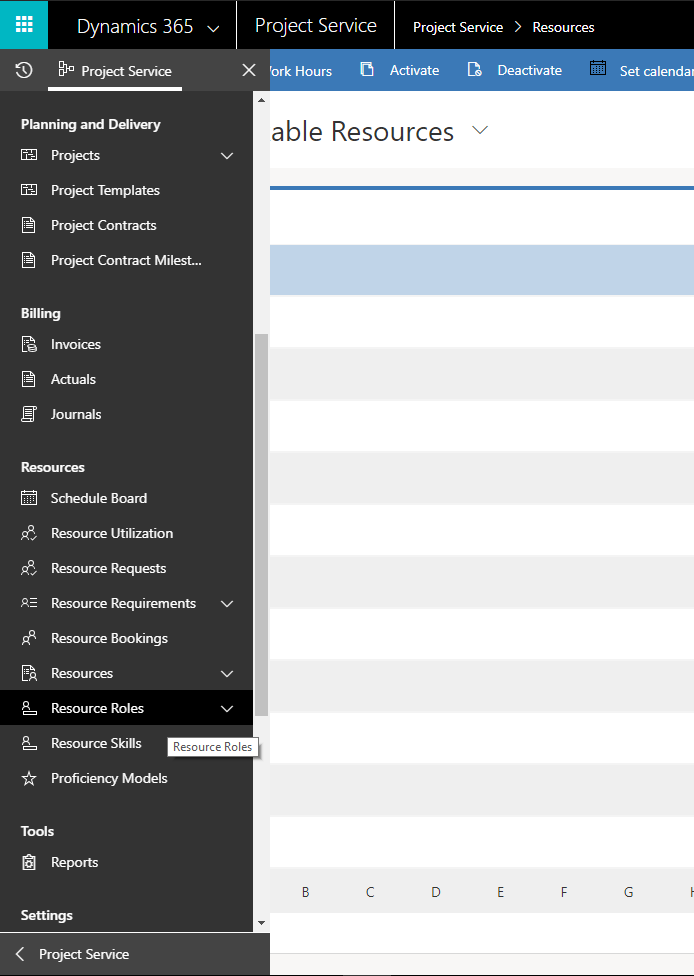 Dynamics 365 Project Service Project Service > Resources
Project Service
ork Hours Activate Deactivate Set calendar
able Resources
Planning and Delivery
Projects
Project Templates
Project Contracts
Project Contract Milest...
Billing
Invoices
Actuals
Journals
Resources
Schedule Board
Resource Utilization
Resource Requests
Resource Requirements
Resource Bookings
Resources
Resource Roles
Resource Skills
Resource Roles
Proficiency Models
Tools
Reports
B C D E F G
Settings
Project Service